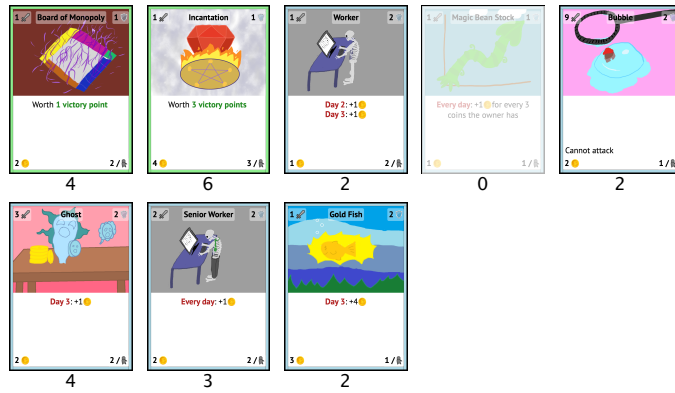 1 Board of Monopoly 1
Worth 1 victory point
2 2/
4
1 Incantation 1
Worth 3 victory points
4 3/
6
1 Worker 2
Day 2: +1
Day 3: +1
1 2/
2
1 Magic Bean Stock 1
Every day: +1 for every 3
coins the owner has
1 1/
0
9 Bubble 2
Cannot attack
2 1/
2
3 Ghost 2
Day 3: +1
2 2/
4
2 Senior Worker 2
Every day: +1
2 2/
3
1 Gold Fish 2
Day 3: +4
3 1/
2